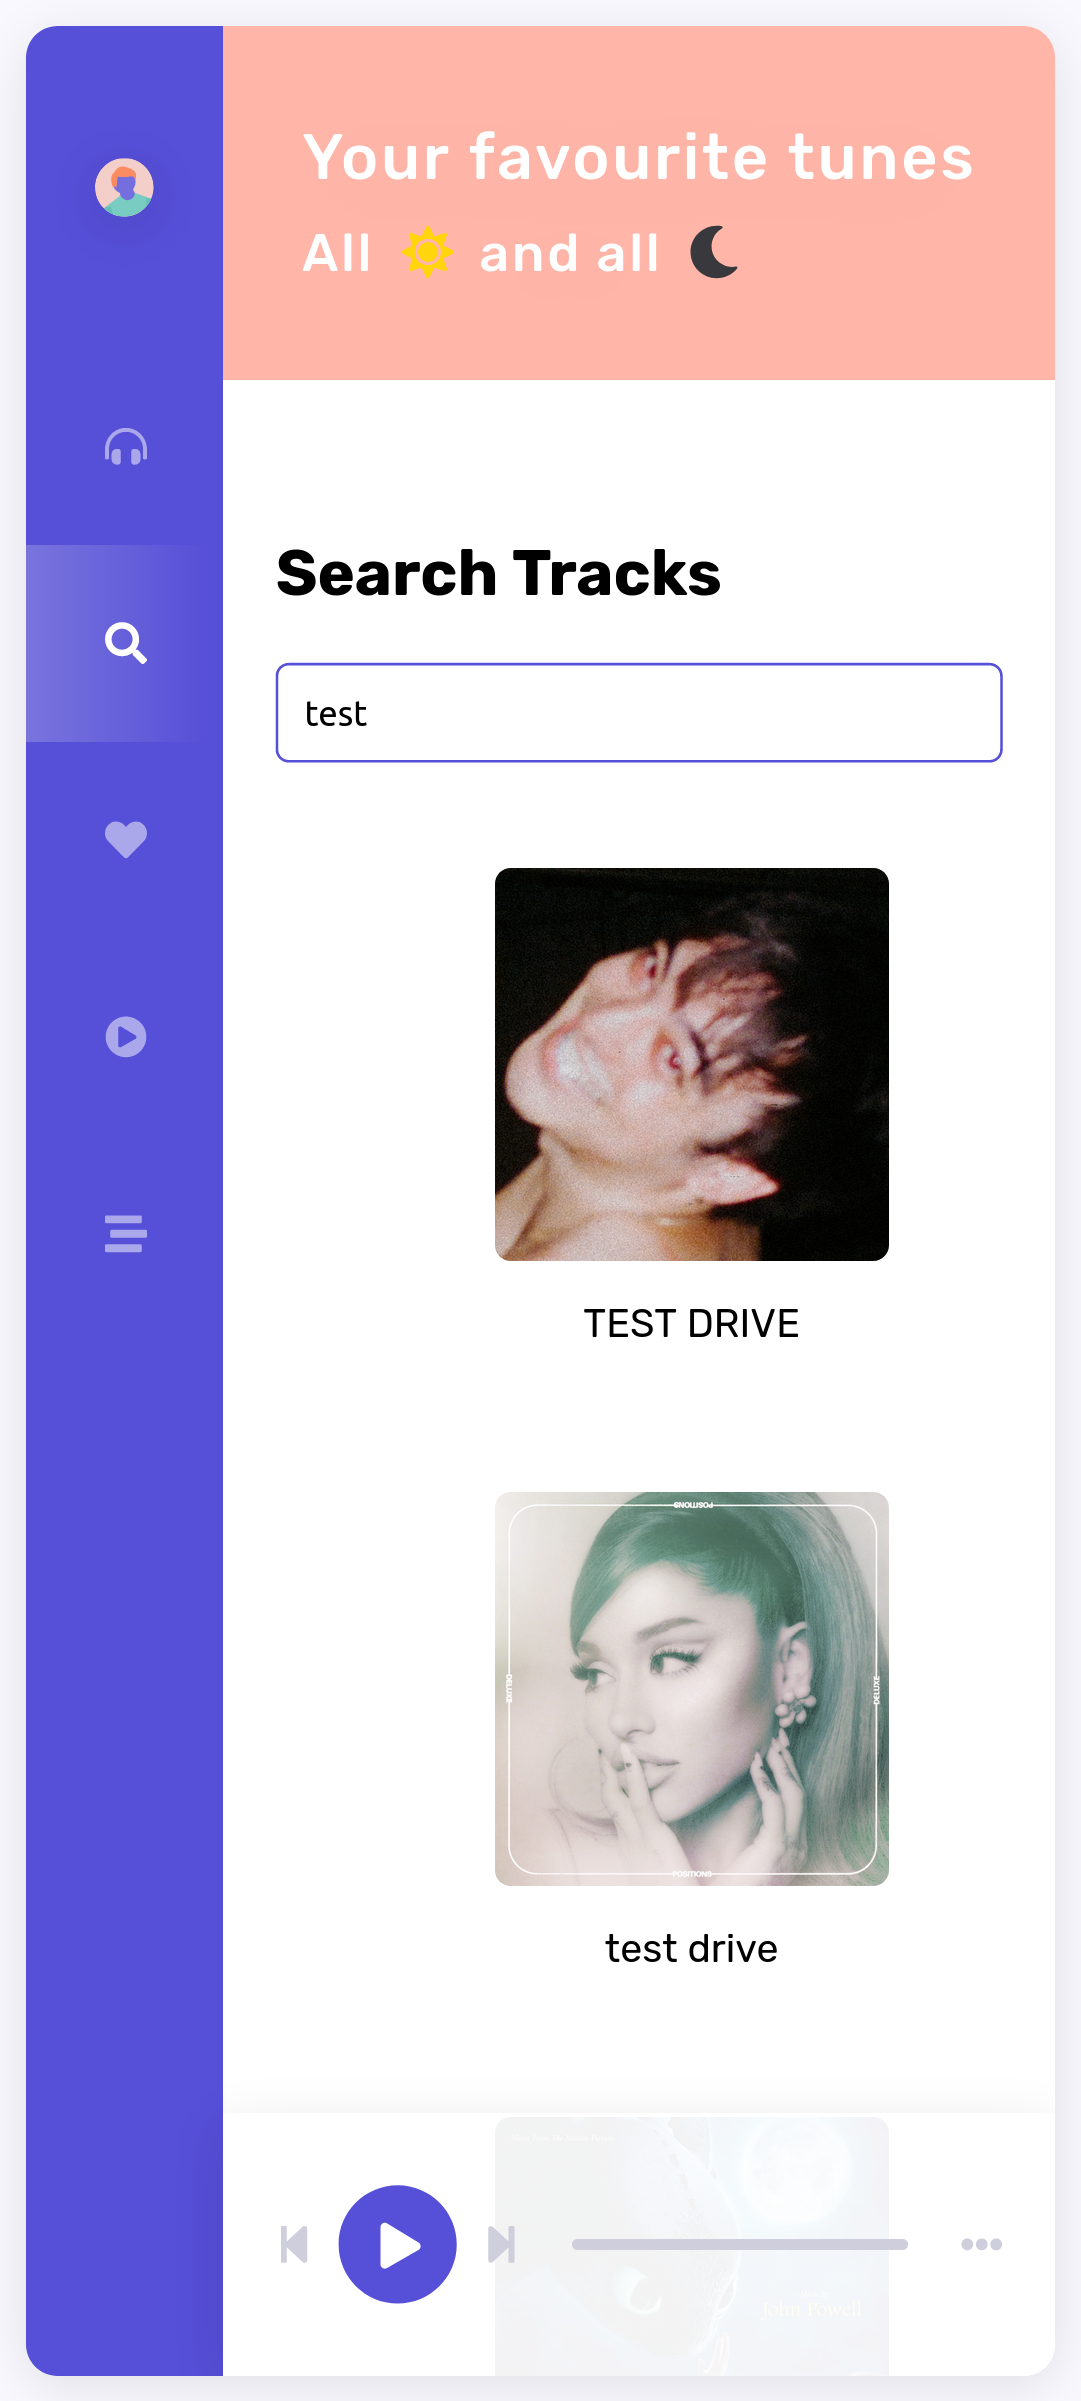 Your favourite tunes
All and all
Search Tracks
test
TEST DRIVE
POSITIONS
DELUXE
DELUXE
POSITIONS
test drive
John Powell